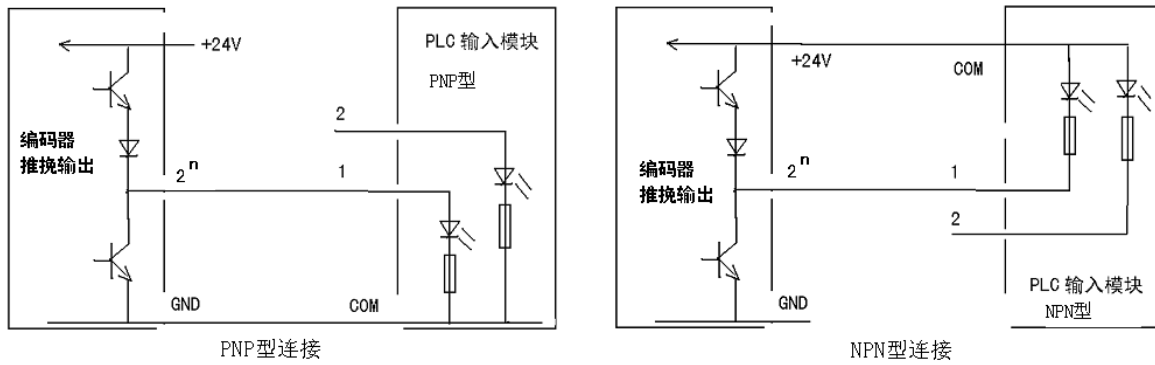 +24V
PLC 输入模块
PNP型
编码器
推挽输出
2
2ⁿ
1
GND
COM
PNP型连接
+24V
COM
编码器
推挽输出
2ⁿ
1
2
GND
PLC 输入模块
NPN型
NPN型连接